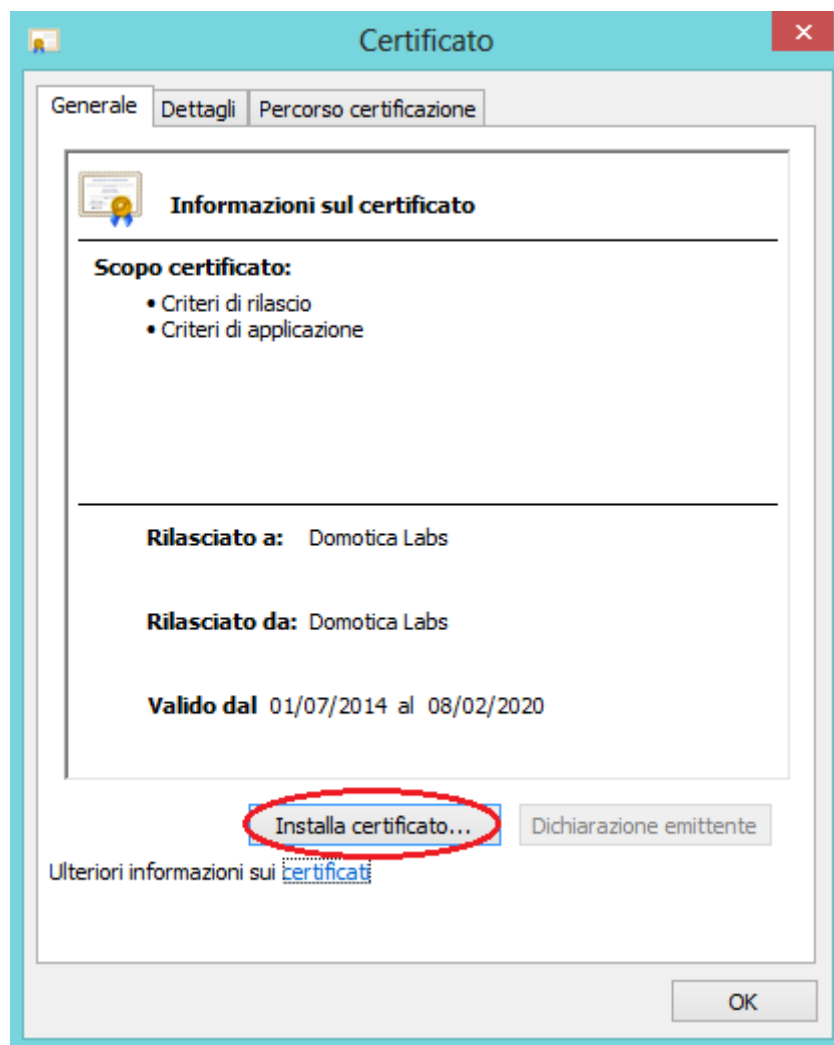 Certificato
Generale Dettagli Percorso certificazione
Informazioni sul certificato
Scopo certificato:
• Criteri di rilascio
• Criteri di applicazione
Rilasciato a: Domotica Labs
Rilasciato da: Domotica Labs
Valido dal 01/07/2014 al 08/02/2020
Installa certificato... Dichiarazione emittente
Ulteriori informazioni sui certificati
OK